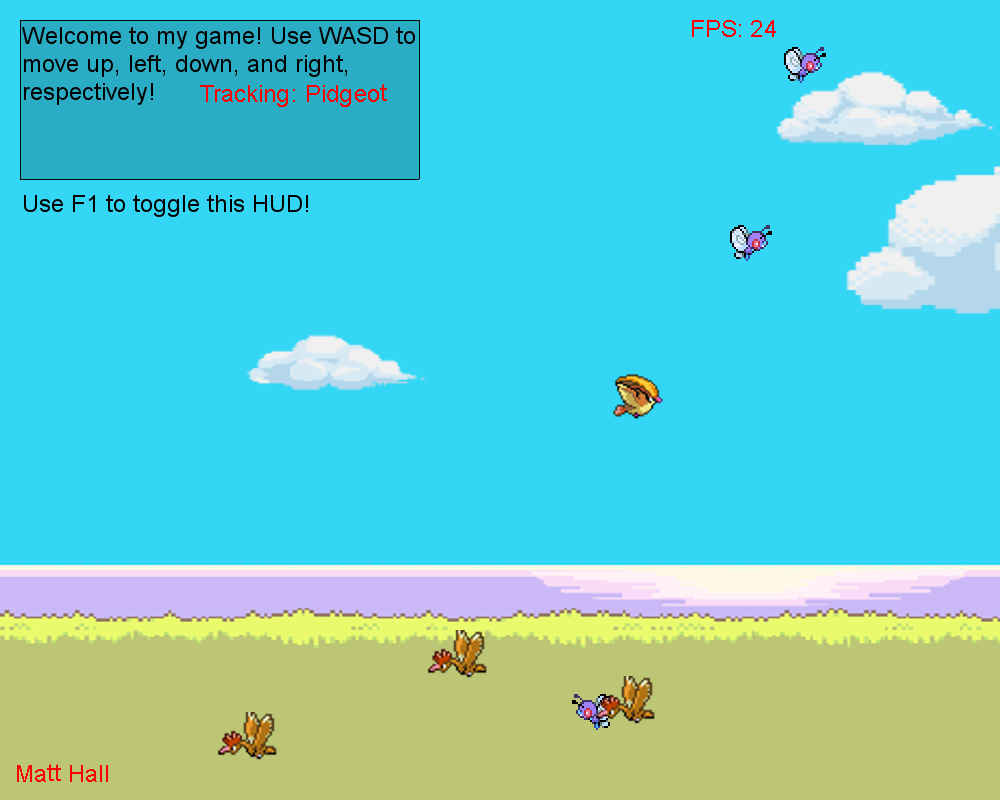 FPS: 24
Welcome to my game! Use WASD to
move up, left, down, and right,
respectively!
Tracking: Pidgeot
Use F1 to toggle this HUD!
Matt Hall